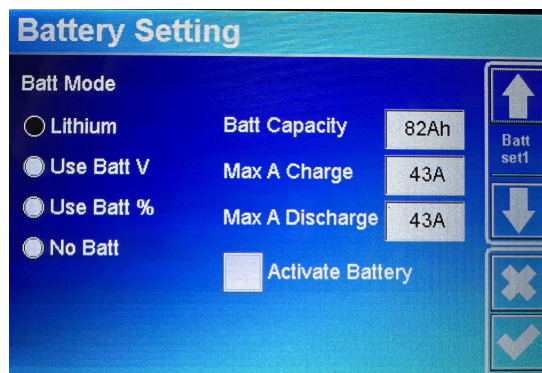 Battery Setting
Batt Mode
Lithium
Use Batt V
Use Batt %
No Batt
Batt Capacity 82Ah
Max A Charge 43A
Max A Discharge 43A
Activate Battery
Batt
set1